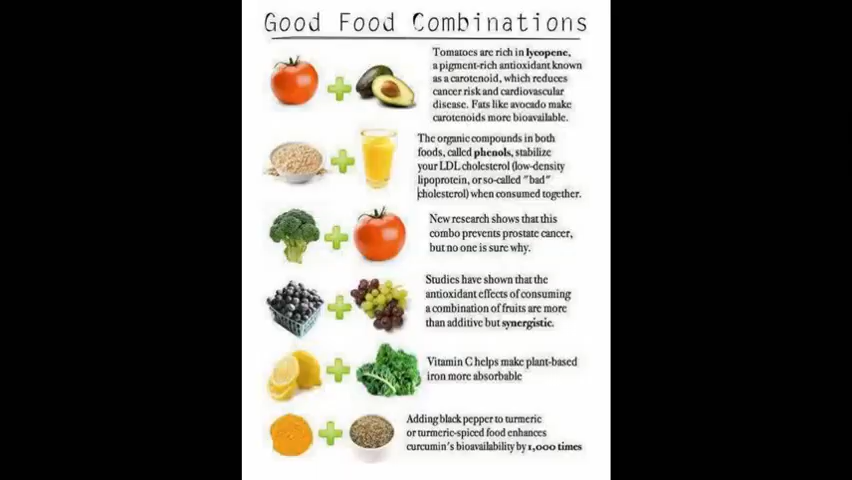 Good Food Combinations
Tomatoes are rich in lycopene,
a pigment-rich antioxidant known
as a carotenoid, which reduces
cancer risk and cardiovascular
disease. Fats like avocado make
carotenoids more bioavailable.
The organic compounds in both
foods, called phenols, stabilize
your LDL cholesterol (low-density
lipoprotein, or so-called "bad"
cholesterol) when consumed together.
New research shows that this
combo prevents prostate cancer,
but no one is sure why.
Studies have shown that the
antioxidant effects of consuming
a combination of fruits are more
than additive but synergistic.
Vitamin C helps make plant-based
iron more absorbable
Adding black pepper to turmeric
or turmeric-spiced food enhances
curcumin's bioavailability by 1,000 times